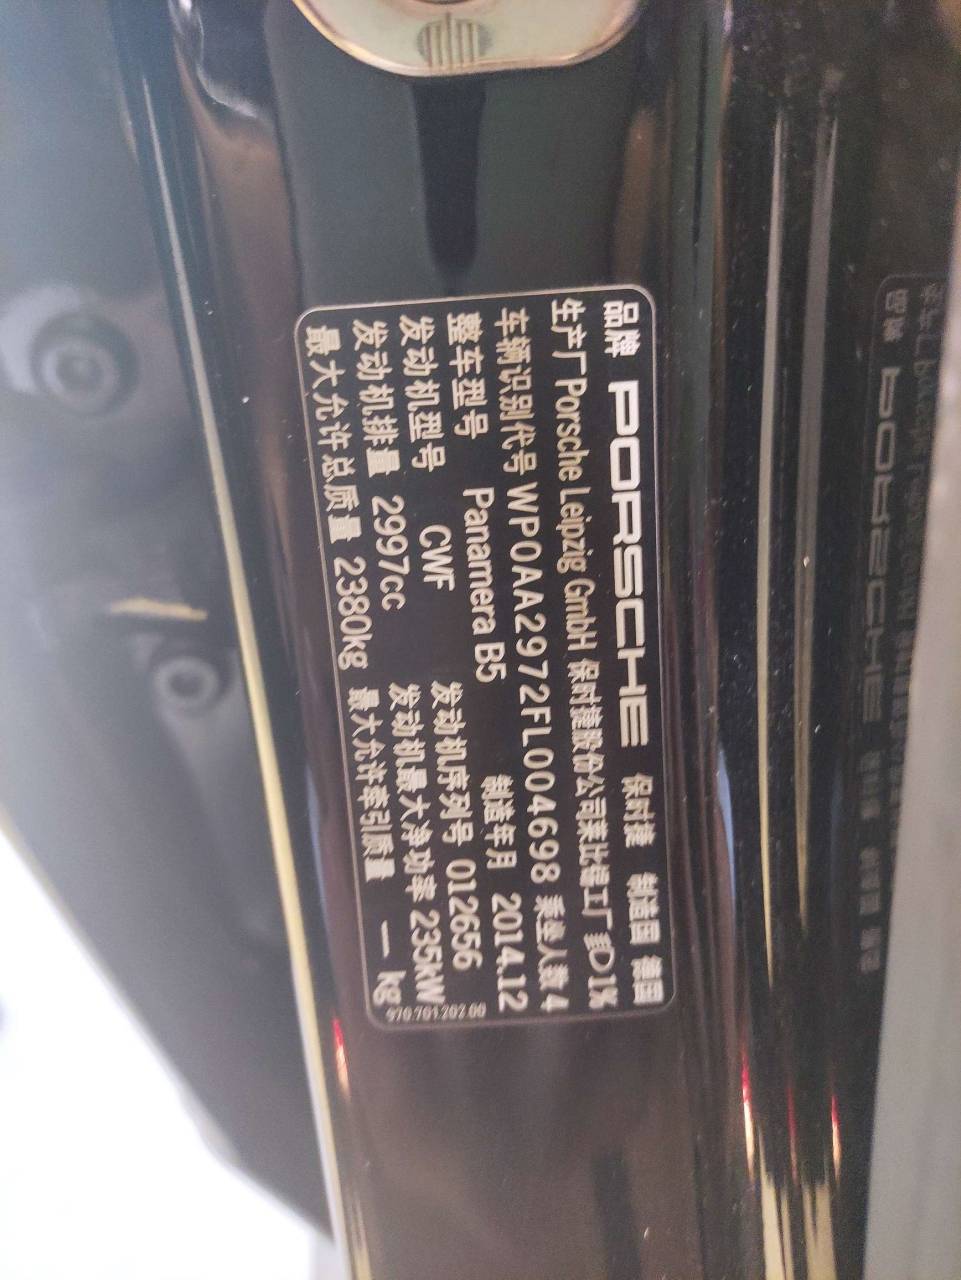 品牌 PORSCHE 保时捷 制造国 德国
生产厂 Porsche Leipzig GmbH 保时捷股份公司莱比锡工厂
车辆识别代号 WP0AA2972FL004698 乘坐人数 4
整车型号 Panamera B5 制造年月 2014.12
发动机型号 CWF 发动机序列号 012656
发动机排量 2997cc 发动机最大净功率 235kW
最大允许总质量 2380kg 最大允许牵引质量 — kg
970.701.202.00